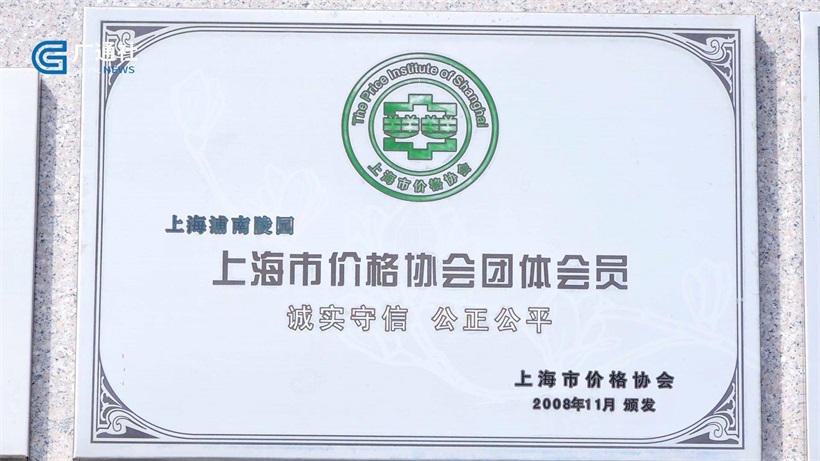 广通社
NEWS
The Price Institute of Shanghai
上海市价格协会
上海浦南陵园
上海市价格协会团体会员
诚实守信 公正公平
上海市价格协会
2008年11月 颁发